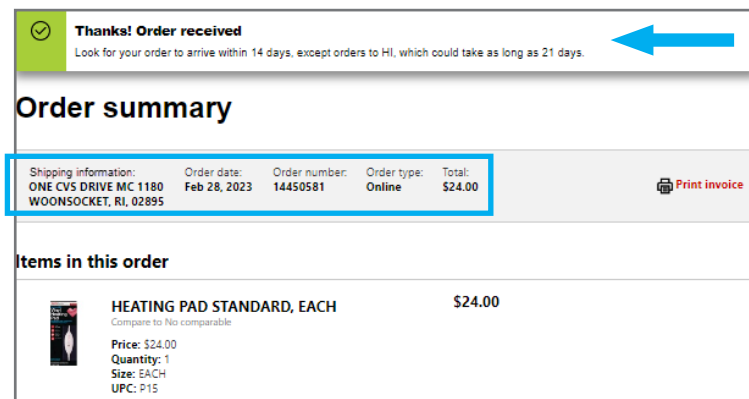 Thanks! Order received
Look for your order to arrive within 14 days, except orders to HI, which could take as long as 21 days.
Order summary
Shipping information:
ONE CVS DRIVE MC 1180
WOONSOCKET, RI, 02895
Order date:
Feb 28, 2023
Order number:
14450581
Order type:
Online
Total:
$24.00
Print invoice
Items in this order
HEATING PAD STANDARD, EACH
$24.00
Compare to No comparable
Price: $24.00
Quantity: 1
Size: EACH
UPC: P15